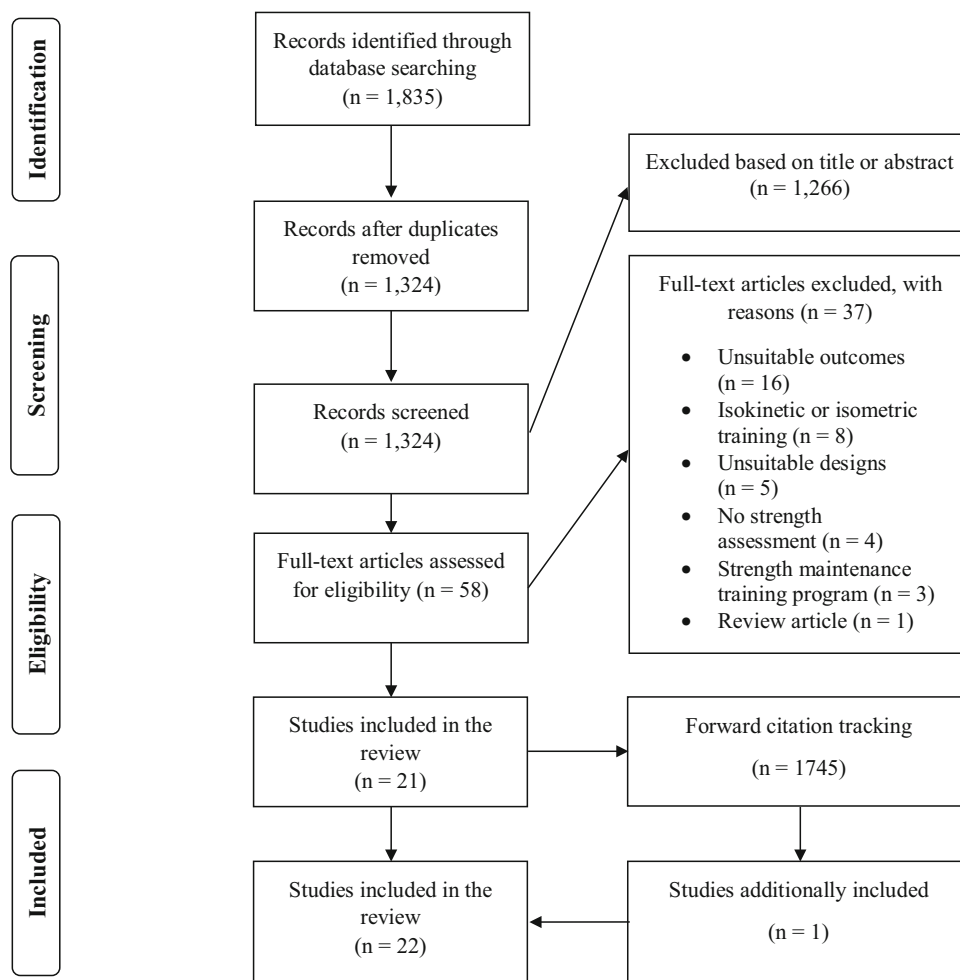 Identification
Records identified through
database searching
(n = 1,835)
Excluded based on title or abstract
(n = 1,266)
Records after duplicates
removed
(n = 1,324)
Screening
Full-text articles excluded, with
reasons (n = 37)
• Unsuitable outcomes
(n = 16)
• Isokinetic or isometric
training (n = 8)
• Unsuitable designs
(n = 5)
• No strength
assessment (n = 4)
• Strength maintenance
training program (n = 3)
• Review article (n = 1)
Records screened
(n = 1,324)
Eligibility
Full-text articles assessed
for eligibility (n = 58)
Studies included in the
review
(n = 21)
Forward citation tracking
(n = 1745)
Included
Studies included in the
review
(n = 22)
Studies additionally included
(n = 1)